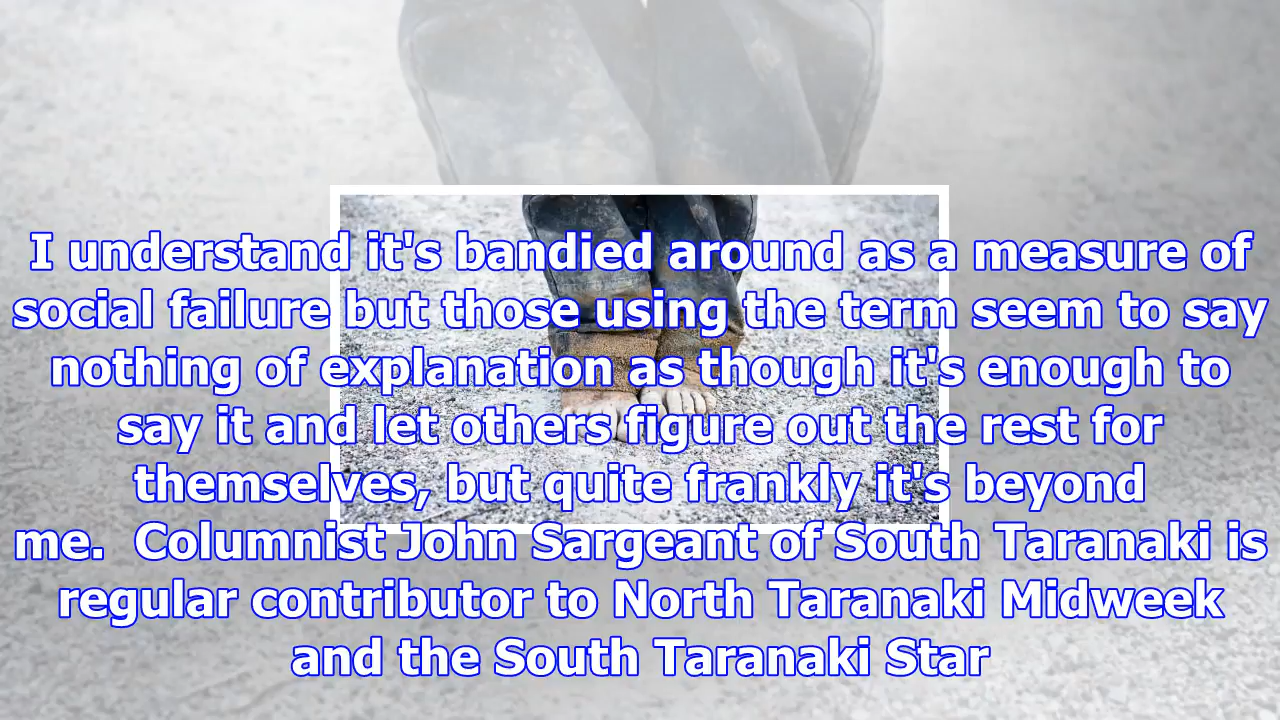 I understand it's bandied around as a measure of
social failure but those using the term seem to say
nothing of explanation as though it's enough to
say it and let others figure out the rest for
themselves, but quite frankly it's beyond
me.  Columnist John Sargeant of South Taranaki is
regular contributor to North Taranaki Midweek
and the South Taranaki Star